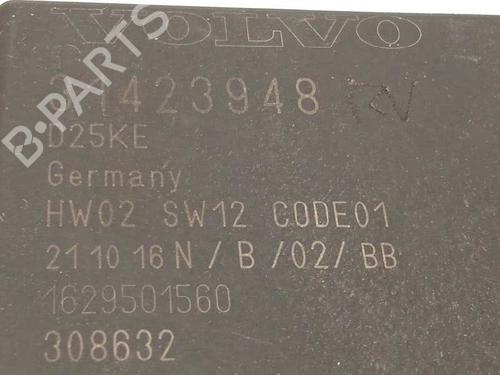 VOLVO
31423948
D25KE
Germany
HW02 SW12 CODE01
21 10 16 N / B /02/ BB
1629501560
308632
B-PARTS